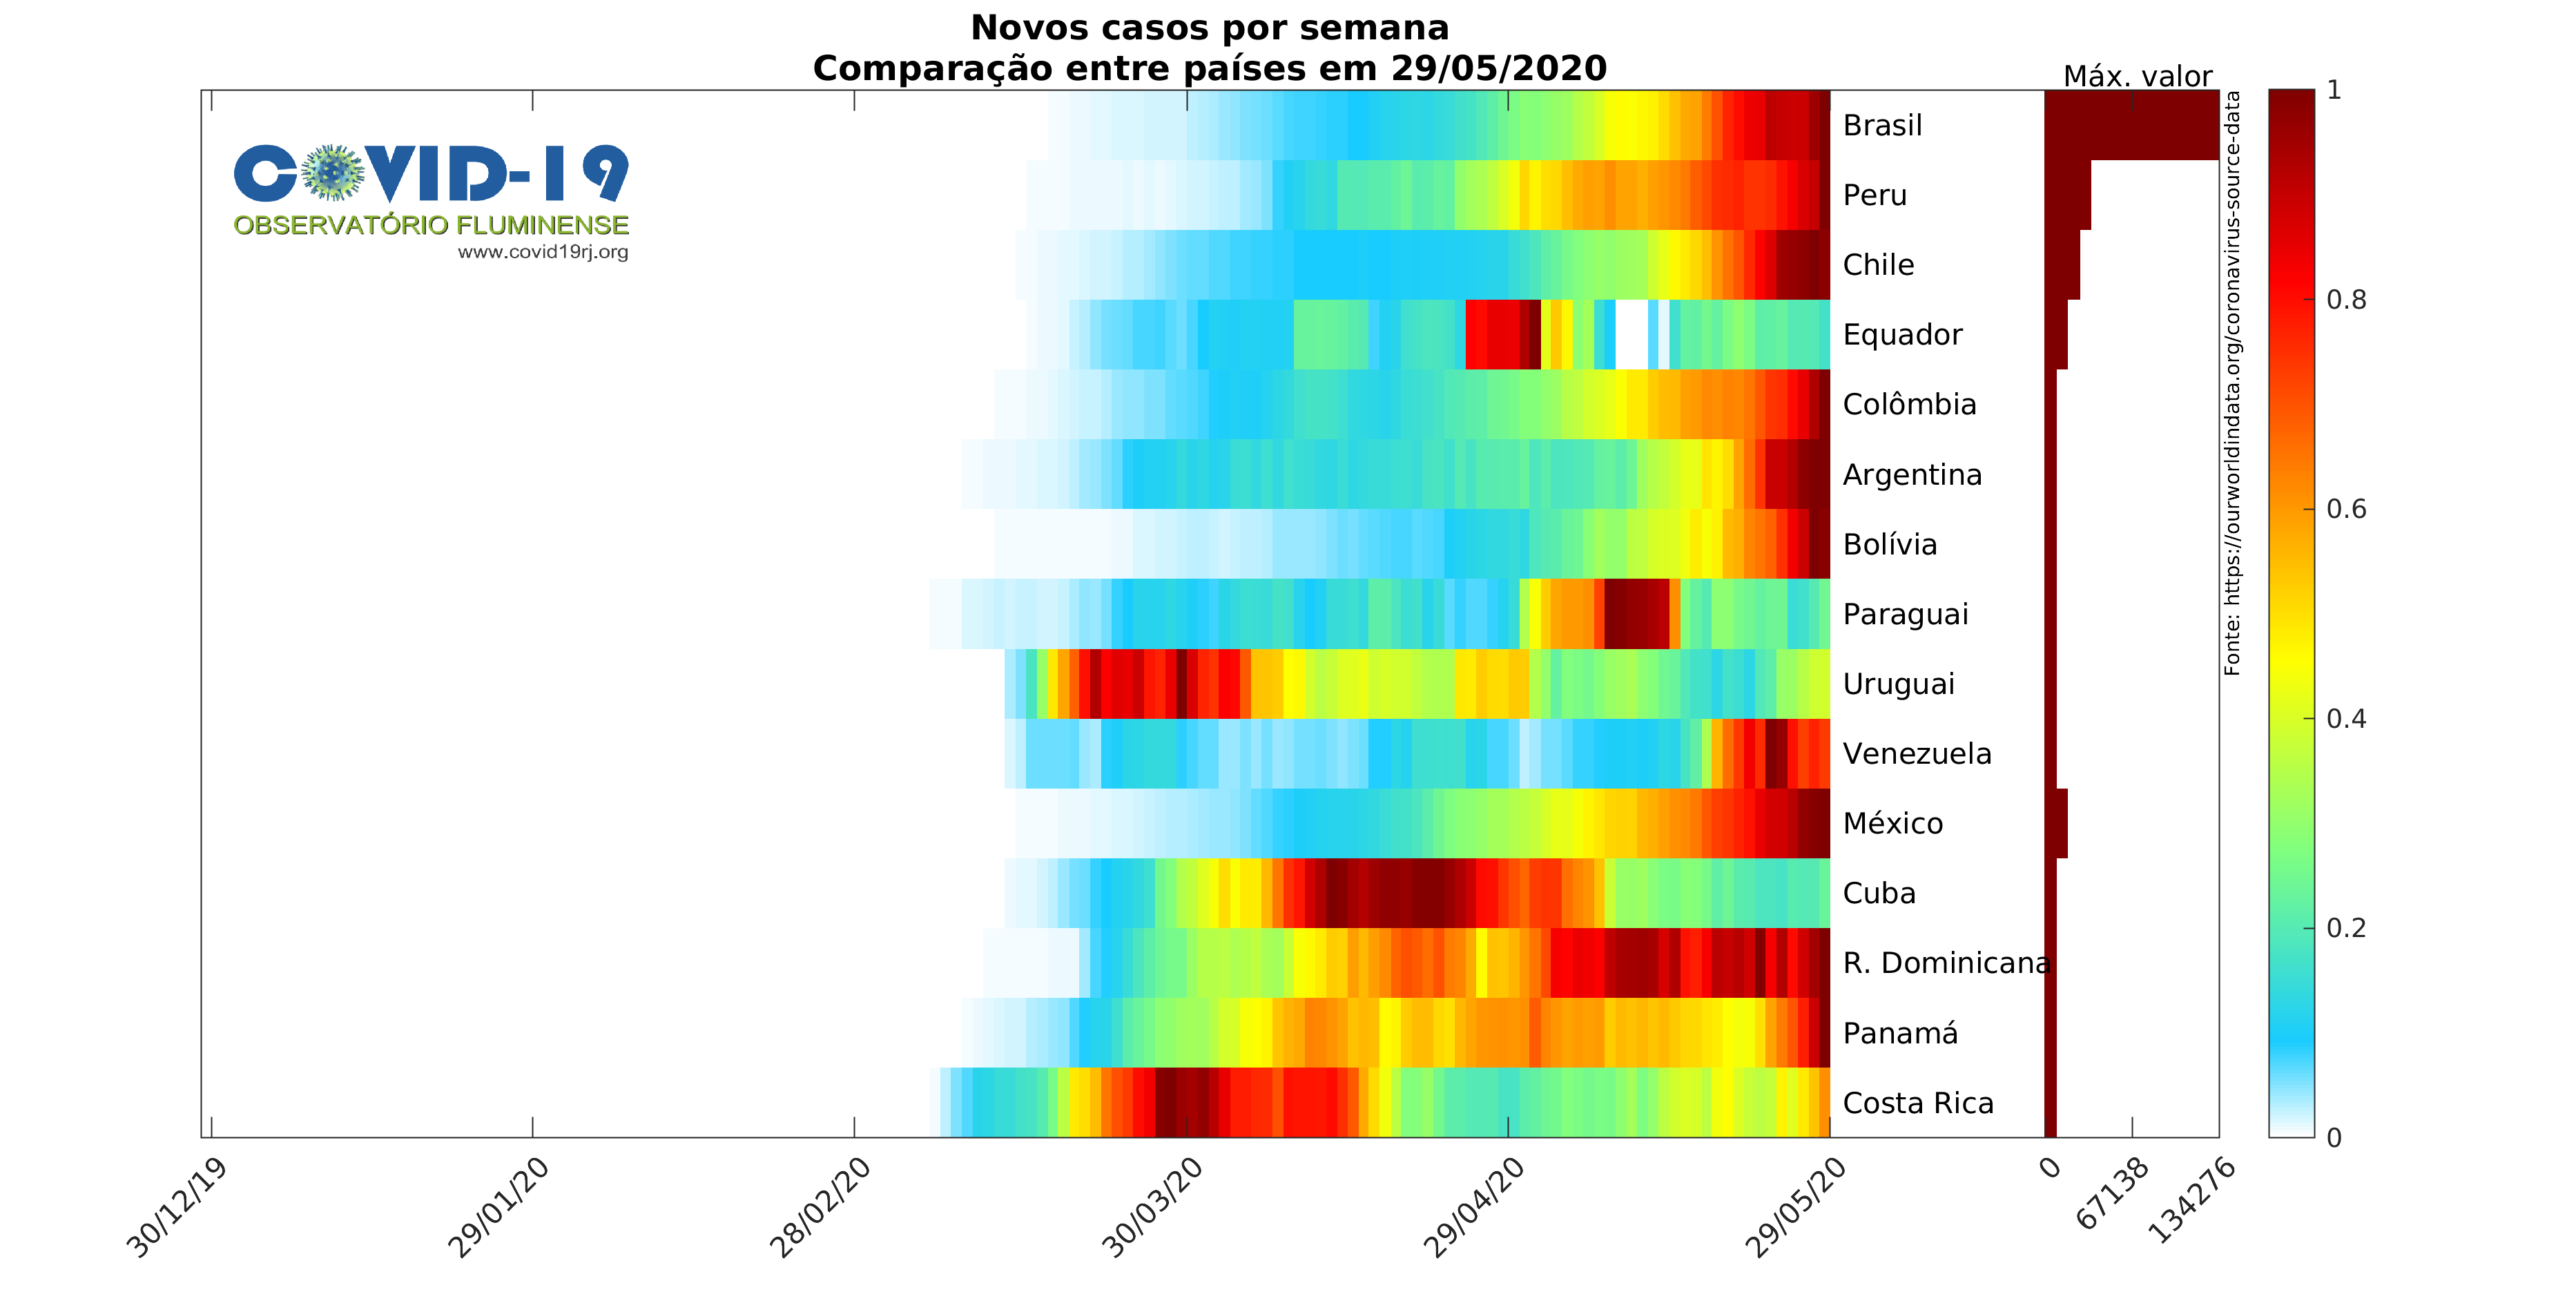 Novos casos por semana
Comparação entre países em 29/05/2020
Máx. valor
COVID-19
OBSERVATÓRIO FLUMINENSE
www.covid19rj.org
Brasil
Peru
Chile
Equador
Colômbia
Argentina
Bolívia
Paraguai
Uruguai
Venezuela
México
Cuba
R. Dominicana
Panamá
Costa Rica
Fonte: https://ourworldindata.org/coronavirus-source-data
1
0.8
0.6
0.4
0.2
0
30/12/19
29/01/20
28/02/20
30/03/20
29/04/20
29/05/20
0
67138
134276